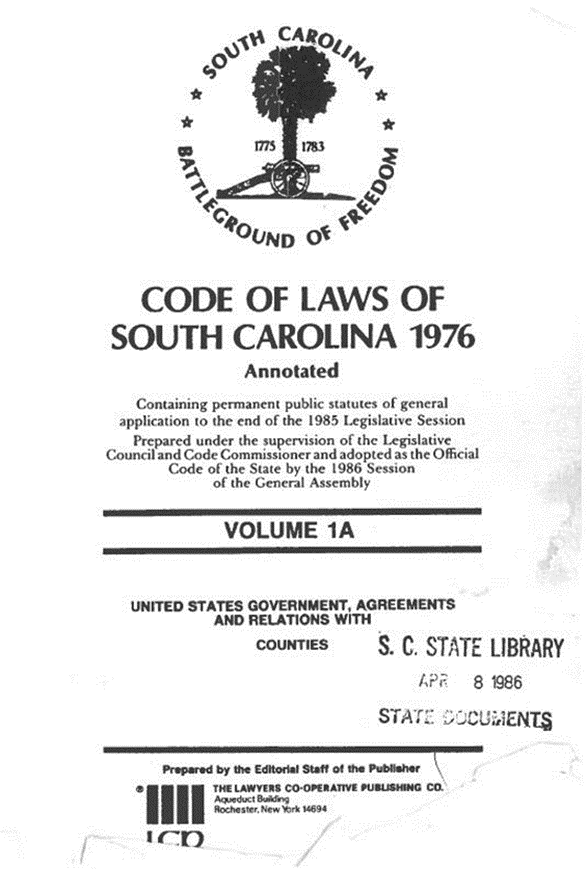 SOUTH CAROLINA
1775 1783
BATTLEGROUND OF FREEDOM
CODE OF LAWS OF
SOUTH CAROLINA 1976
Annotated
Containing permanent public statutes of general
application to the end of the 1985 Legislative Session
Prepared under the supervision of the Legislative
Council and Code Commissioner and adopted as the Official
Code of the State by the 1986 Session
of the General Assembly
VOLUME 1A
UNITED STATES GOVERNMENT, AGREEMENTS
AND RELATIONS WITH
COUNTIES
S. C. STATE LIBRARY
APR 8 1986
STATE DOCUMENTS
Prepared by the Editorial Staff of the Publisher
® THE LAWYERS CO-OPERATIVE PUBLISHING CO.
Aqueduct Building
Rochester, New York 14694
LCP